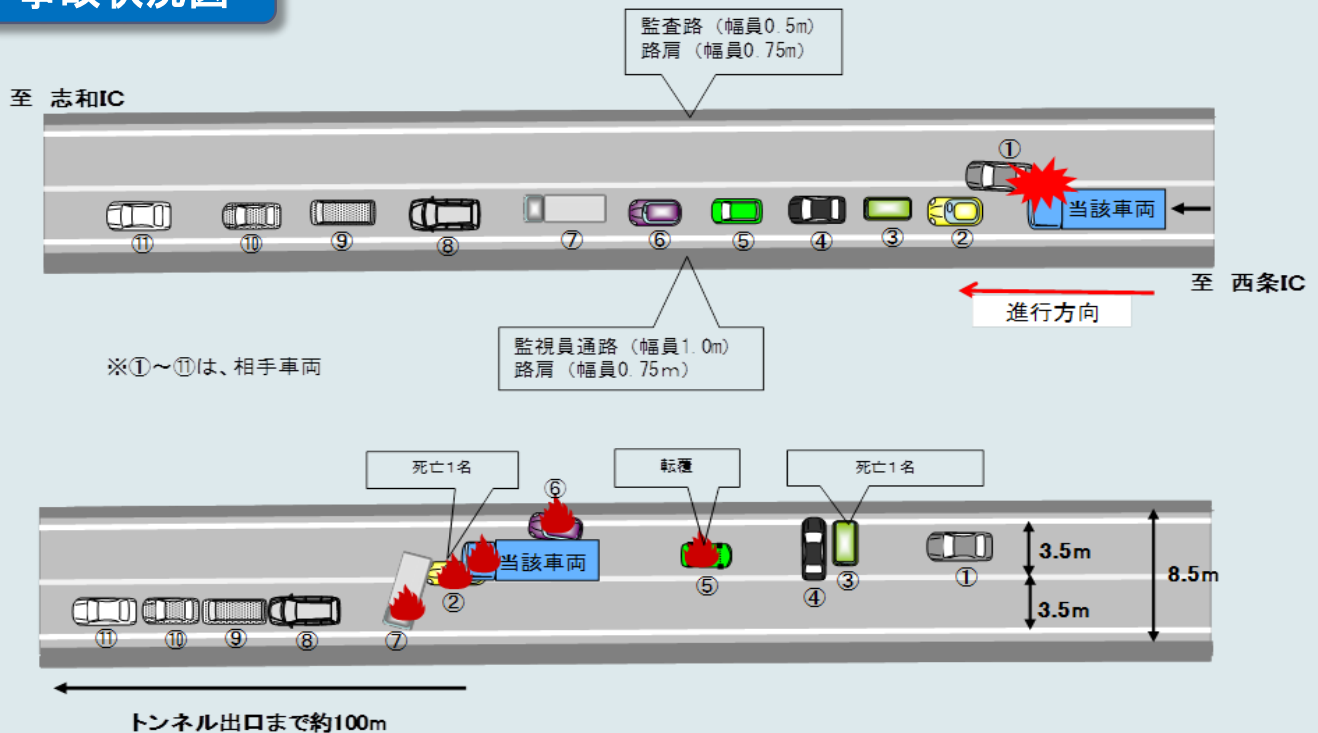 事故状況図
監査路（幅員0.5m）
路肩（幅員0.75m）
至 志和IC
①
当該車両
⑪
⑩
⑨
⑧
⑦
⑥
⑤
④
③
②
至 西条IC
進行方向
監視員通路（幅員1.0m）
路肩（幅員0.75ｍ）
※①～⑪は、相手車両
死亡1名
転覆
死亡1名
⑥
当該車両
3.5m
8.5m
②
⑤
④
③
①
3.5m
⑪
⑩
⑨
⑧
⑦
トンネル出口まで約100m